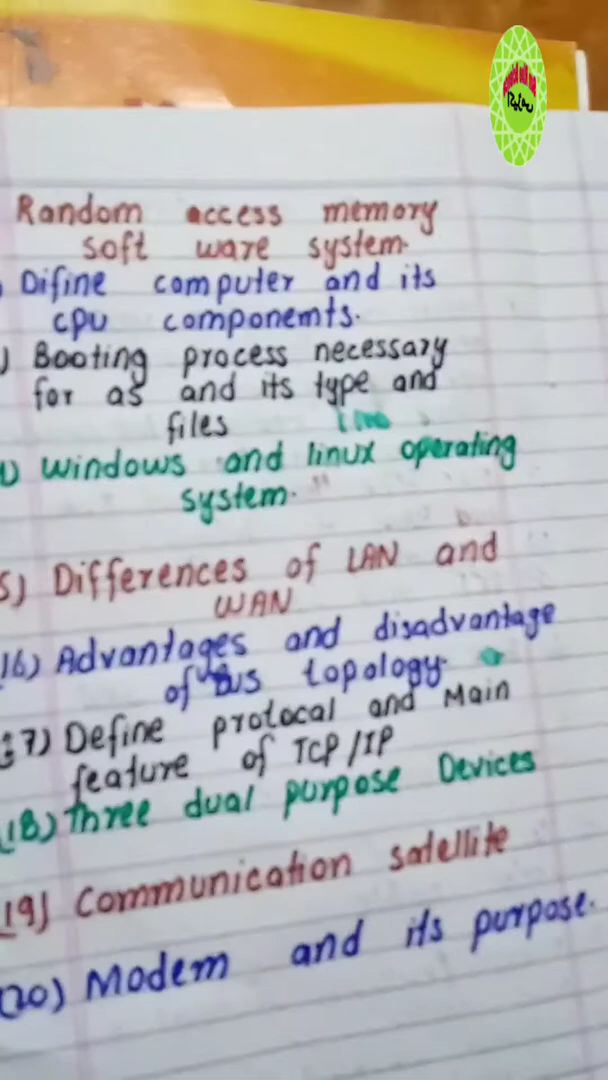 Random access memory
soft ware system.
Difine computer and its
cpu componemts.
) Booting process necessary
for as and its type and
files
) windows and linux operating
system.
5) Differences of LAN and
WAN
(16) Advantages and disadvantage
of Bus topology.
17) Define protocal and Main
feature of TCP/IP
(18) Three dual purpose Devices
(19) Communication satellite
(20) Modem and its purpose.